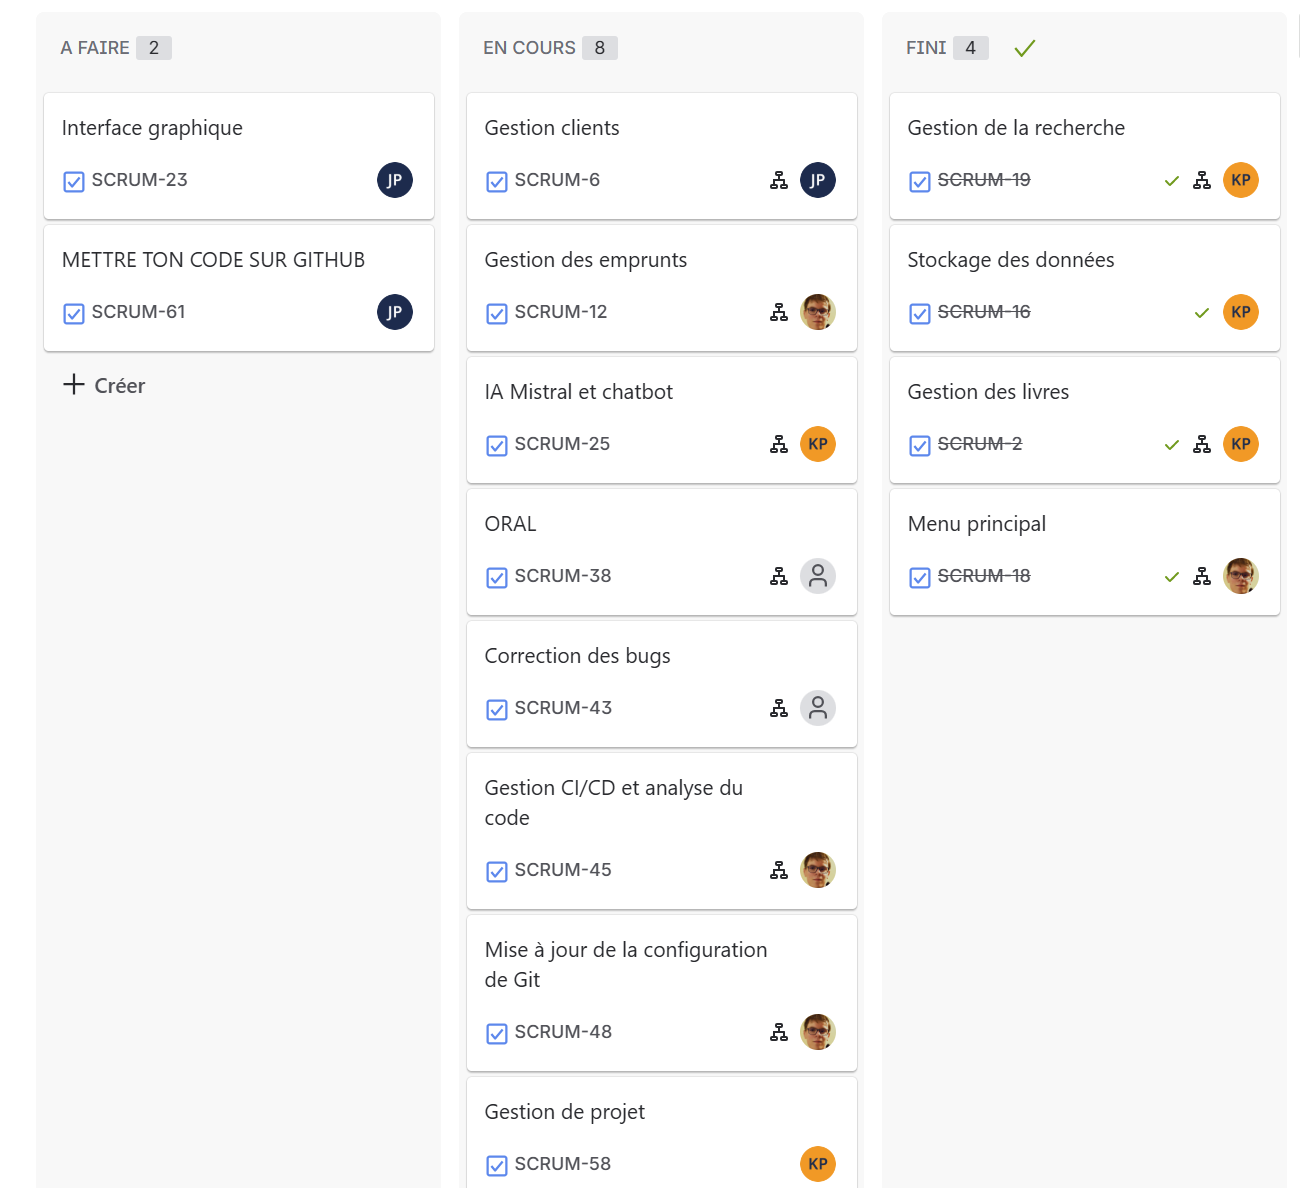 A FAIRE 2
Interface graphique
SCRUM-23 JP
METTRE TON CODE SUR GITHUB
SCRUM-61 JP
Créer
EN COURS 8
Gestion clients
SCRUM-6 JP
Gestion des emprunts
SCRUM-12
IA Mistral et chatbot
SCRUM-25 KP
ORAL
SCRUM-38
Correction des bugs
SCRUM-43
Gestion CI/CD et analyse du
code
SCRUM-45
Mise à jour de la configuration
de Git
SCRUM-48
Gestion de projet
SCRUM-58 KP
FINI 4
Gestion de la recherche
SCRUM-19 KP
Stockage des données
SCRUM-16 KP
Gestion des livres
SCRUM-2 KP
Menu principal
SCRUM-18